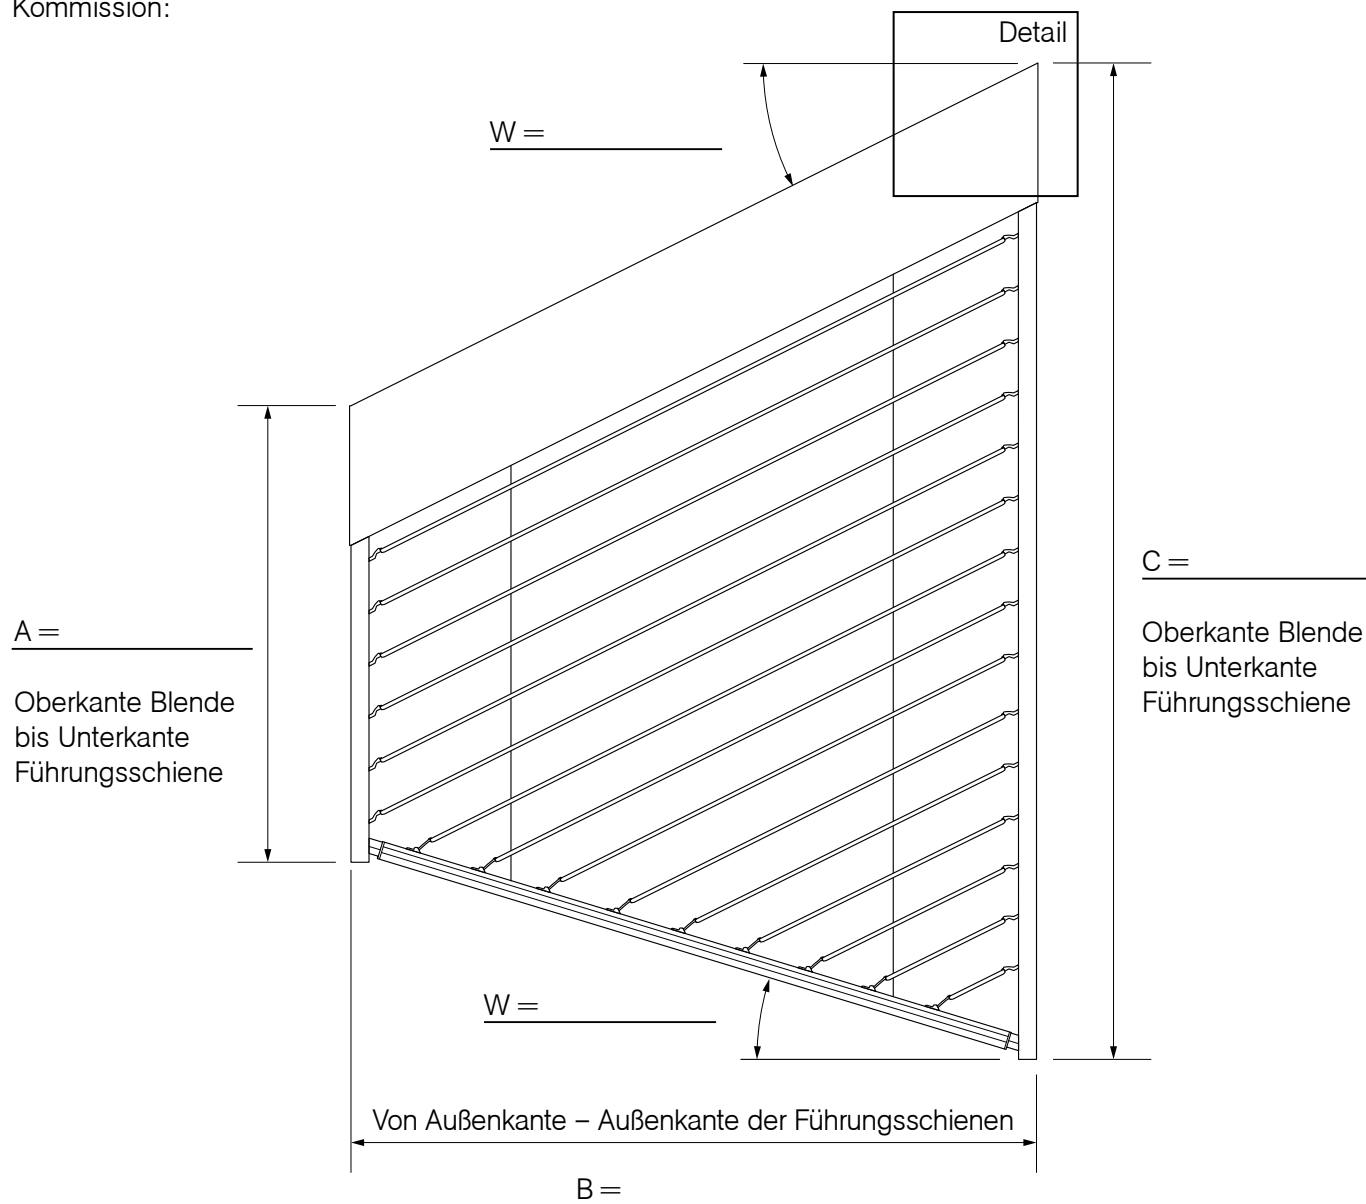 Kommission:
Detail
W =
C =
Oberkante Blende
bis Unterkante
Führungsschiene
A =
Oberkante Blende
bis Unterkante
Führungsschiene
W =
Von Außenkante – Außenkante der Führungsschienen
B =